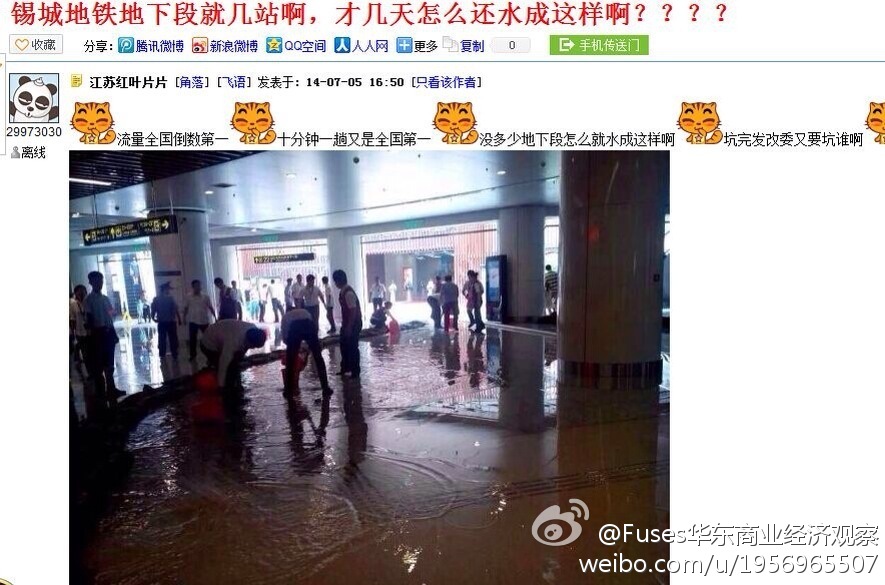 锡城地铁地下段就几站啊，才几天怎么还水成这样啊？？？？
收藏 分享: 腾讯微博 新浪微博 QQ空间 人人网 更多 复制 0 手机传送门
江苏红叶片片 [角落] [飞语] 发表于: 14-07-05 16:50 [只看该作者]
29973030
离线
流量全国倒数第一 十分钟一趟又是全国第一 没多少地下段怎么就水成这样啊 坑完发改委又要坑谁啊
@Fuses华东商业经济观察
weibo.com/u/1956965507